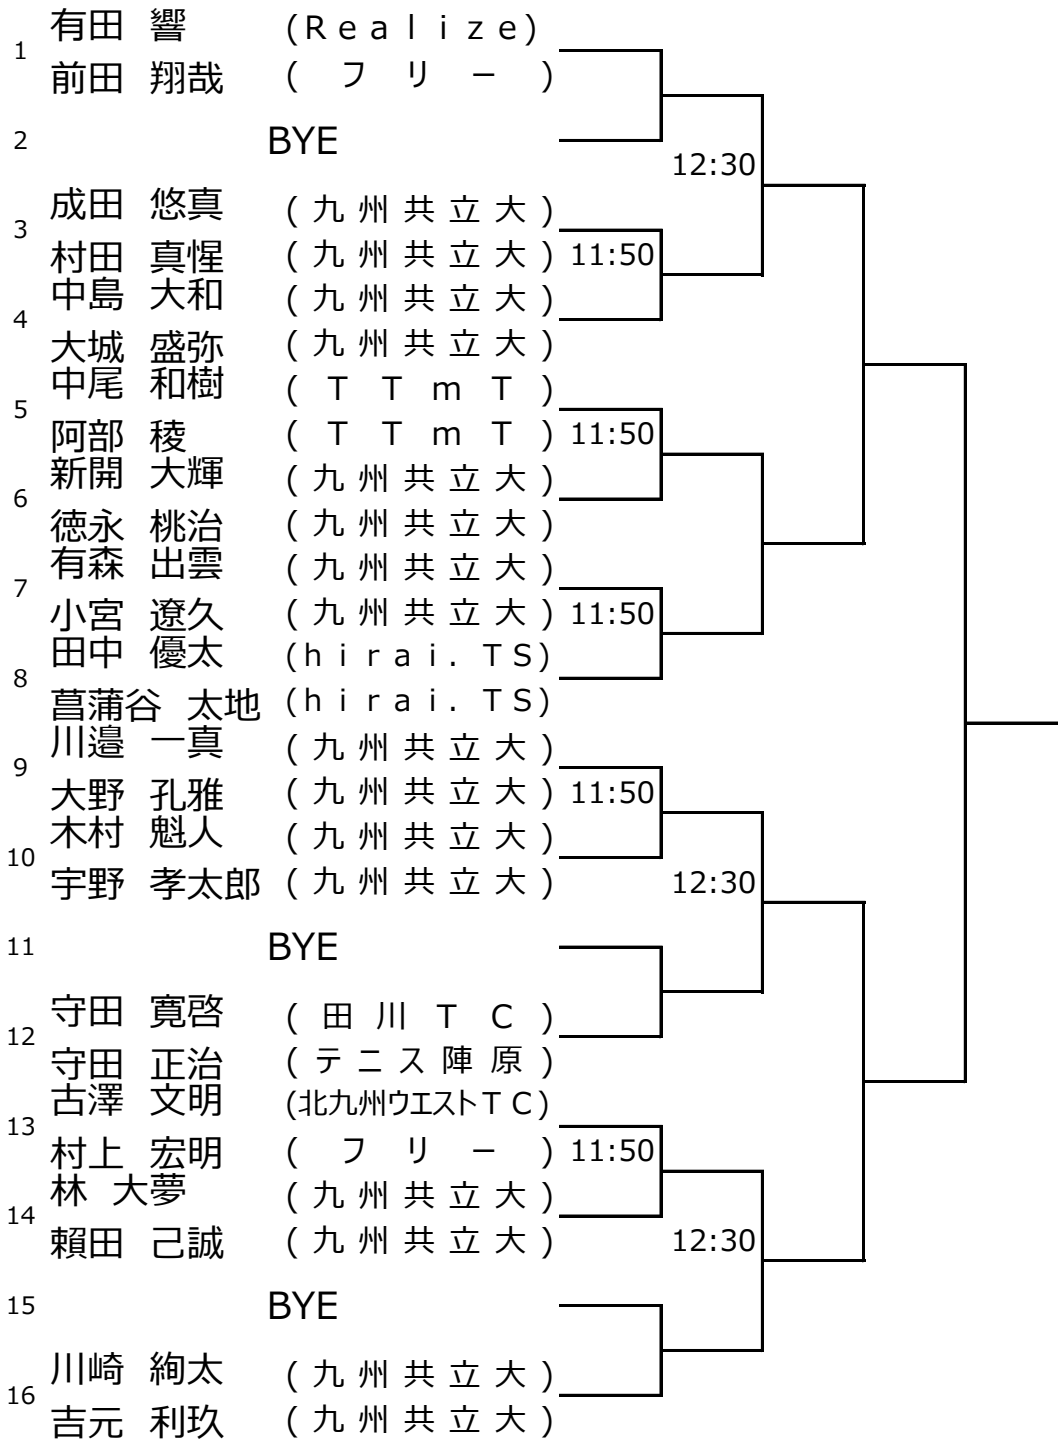 有田 響 (Realize)
1
前田 翔哉 (フリー)
2 BYE
12:30
成田 悠真 (九州共立大)
3
村田 真惺 (九州共立大) 11:50
中島 大和 (九州共立大)
4
大城 盛弥 (九州共立大)
中尾 和樹 (TTmT)
5
阿部 稜 (TTmT) 11:50
新開 大輝 (九州共立大)
6
徳永 桃治 (九州共立大)
有森 出雲 (九州共立大)
7
小宮 遼久 (九州共立大) 11:50
田中 優太 (hirai.TS)
8
菖蒲谷 太地 (hirai.TS)
川邉 一真 (九州共立大)
9
大野 孔雅 (九州共立大) 11:50
木村 魁人 (九州共立大)
10
宇野 孝太郎 (九州共立大) 12:30
11 BYE
守田 寛啓 (田川TC)
12
守田 正治 (テニス陣原)
古澤 文明 (北九州ウエストTC)
13
村上 宏明 (フリー) 11:50
林 大夢 (九州共立大)
14
賴田 己誠 (九州共立大) 12:30
15 BYE
川崎 絢太 (九州共立大)
16
吉元 利玖 (九州共立大)